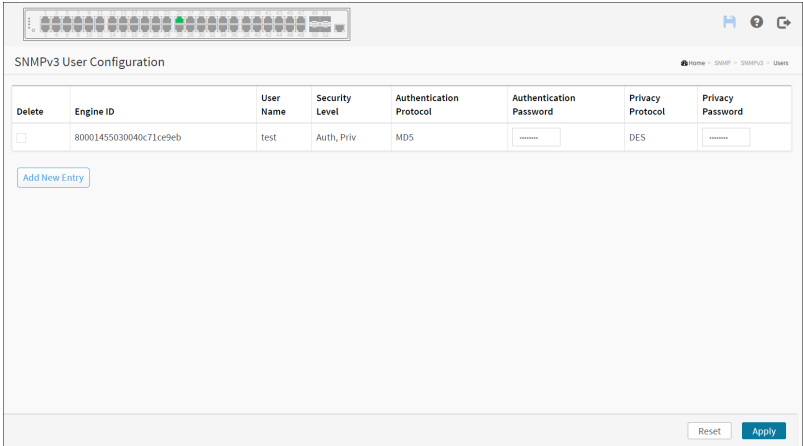 SNMPv3 User Configuration
Home > SNMP > SNMPv3 > Users
Delete Engine ID User Name Security Level Authentication Protocol Authentication Password Privacy Protocol Privacy Password
80001455030040c71ce9eb test Auth, Priv MD5 •••••••• DES ••••••••
Add New Entry
Reset Apply